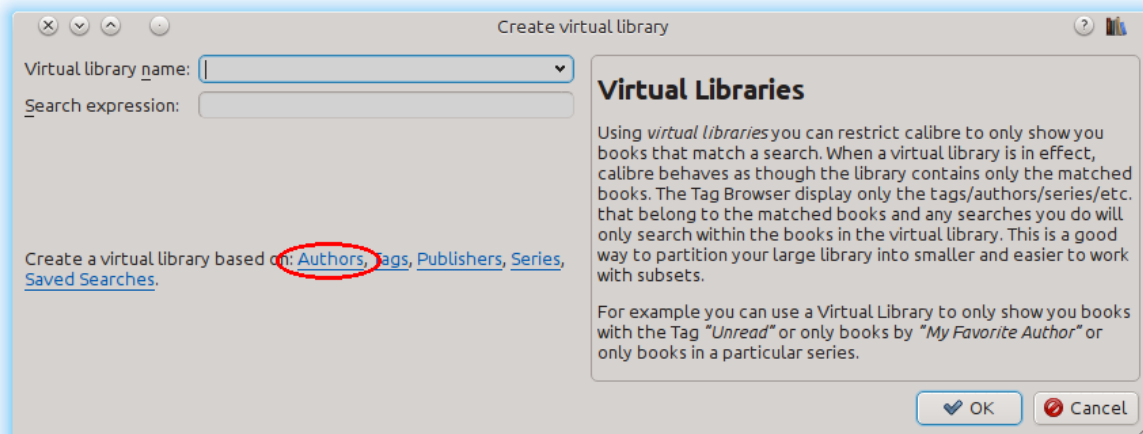 Create virtual library
Virtual library name:
Search expression:
Create a virtual library based on: Authors, Tags, Publishers, Series,
Saved Searches.
Virtual Libraries
Using virtual libraries you can restrict calibre to only show you
books that match a search. When a virtual library is in effect,
calibre behaves as though the library contains only the matched
books. The Tag Browser display only the tags/authors/series/etc.
that belong to the matched books and any searches you do will
only search within the books in the virtual library. This is a good
way to partition your large library into smaller and easier to work
with subsets.
For example you can use a Virtual Library to only show you books
with the Tag "Unread" or only books by "My Favorite Author" or
only books in a particular series.
OK
Cancel